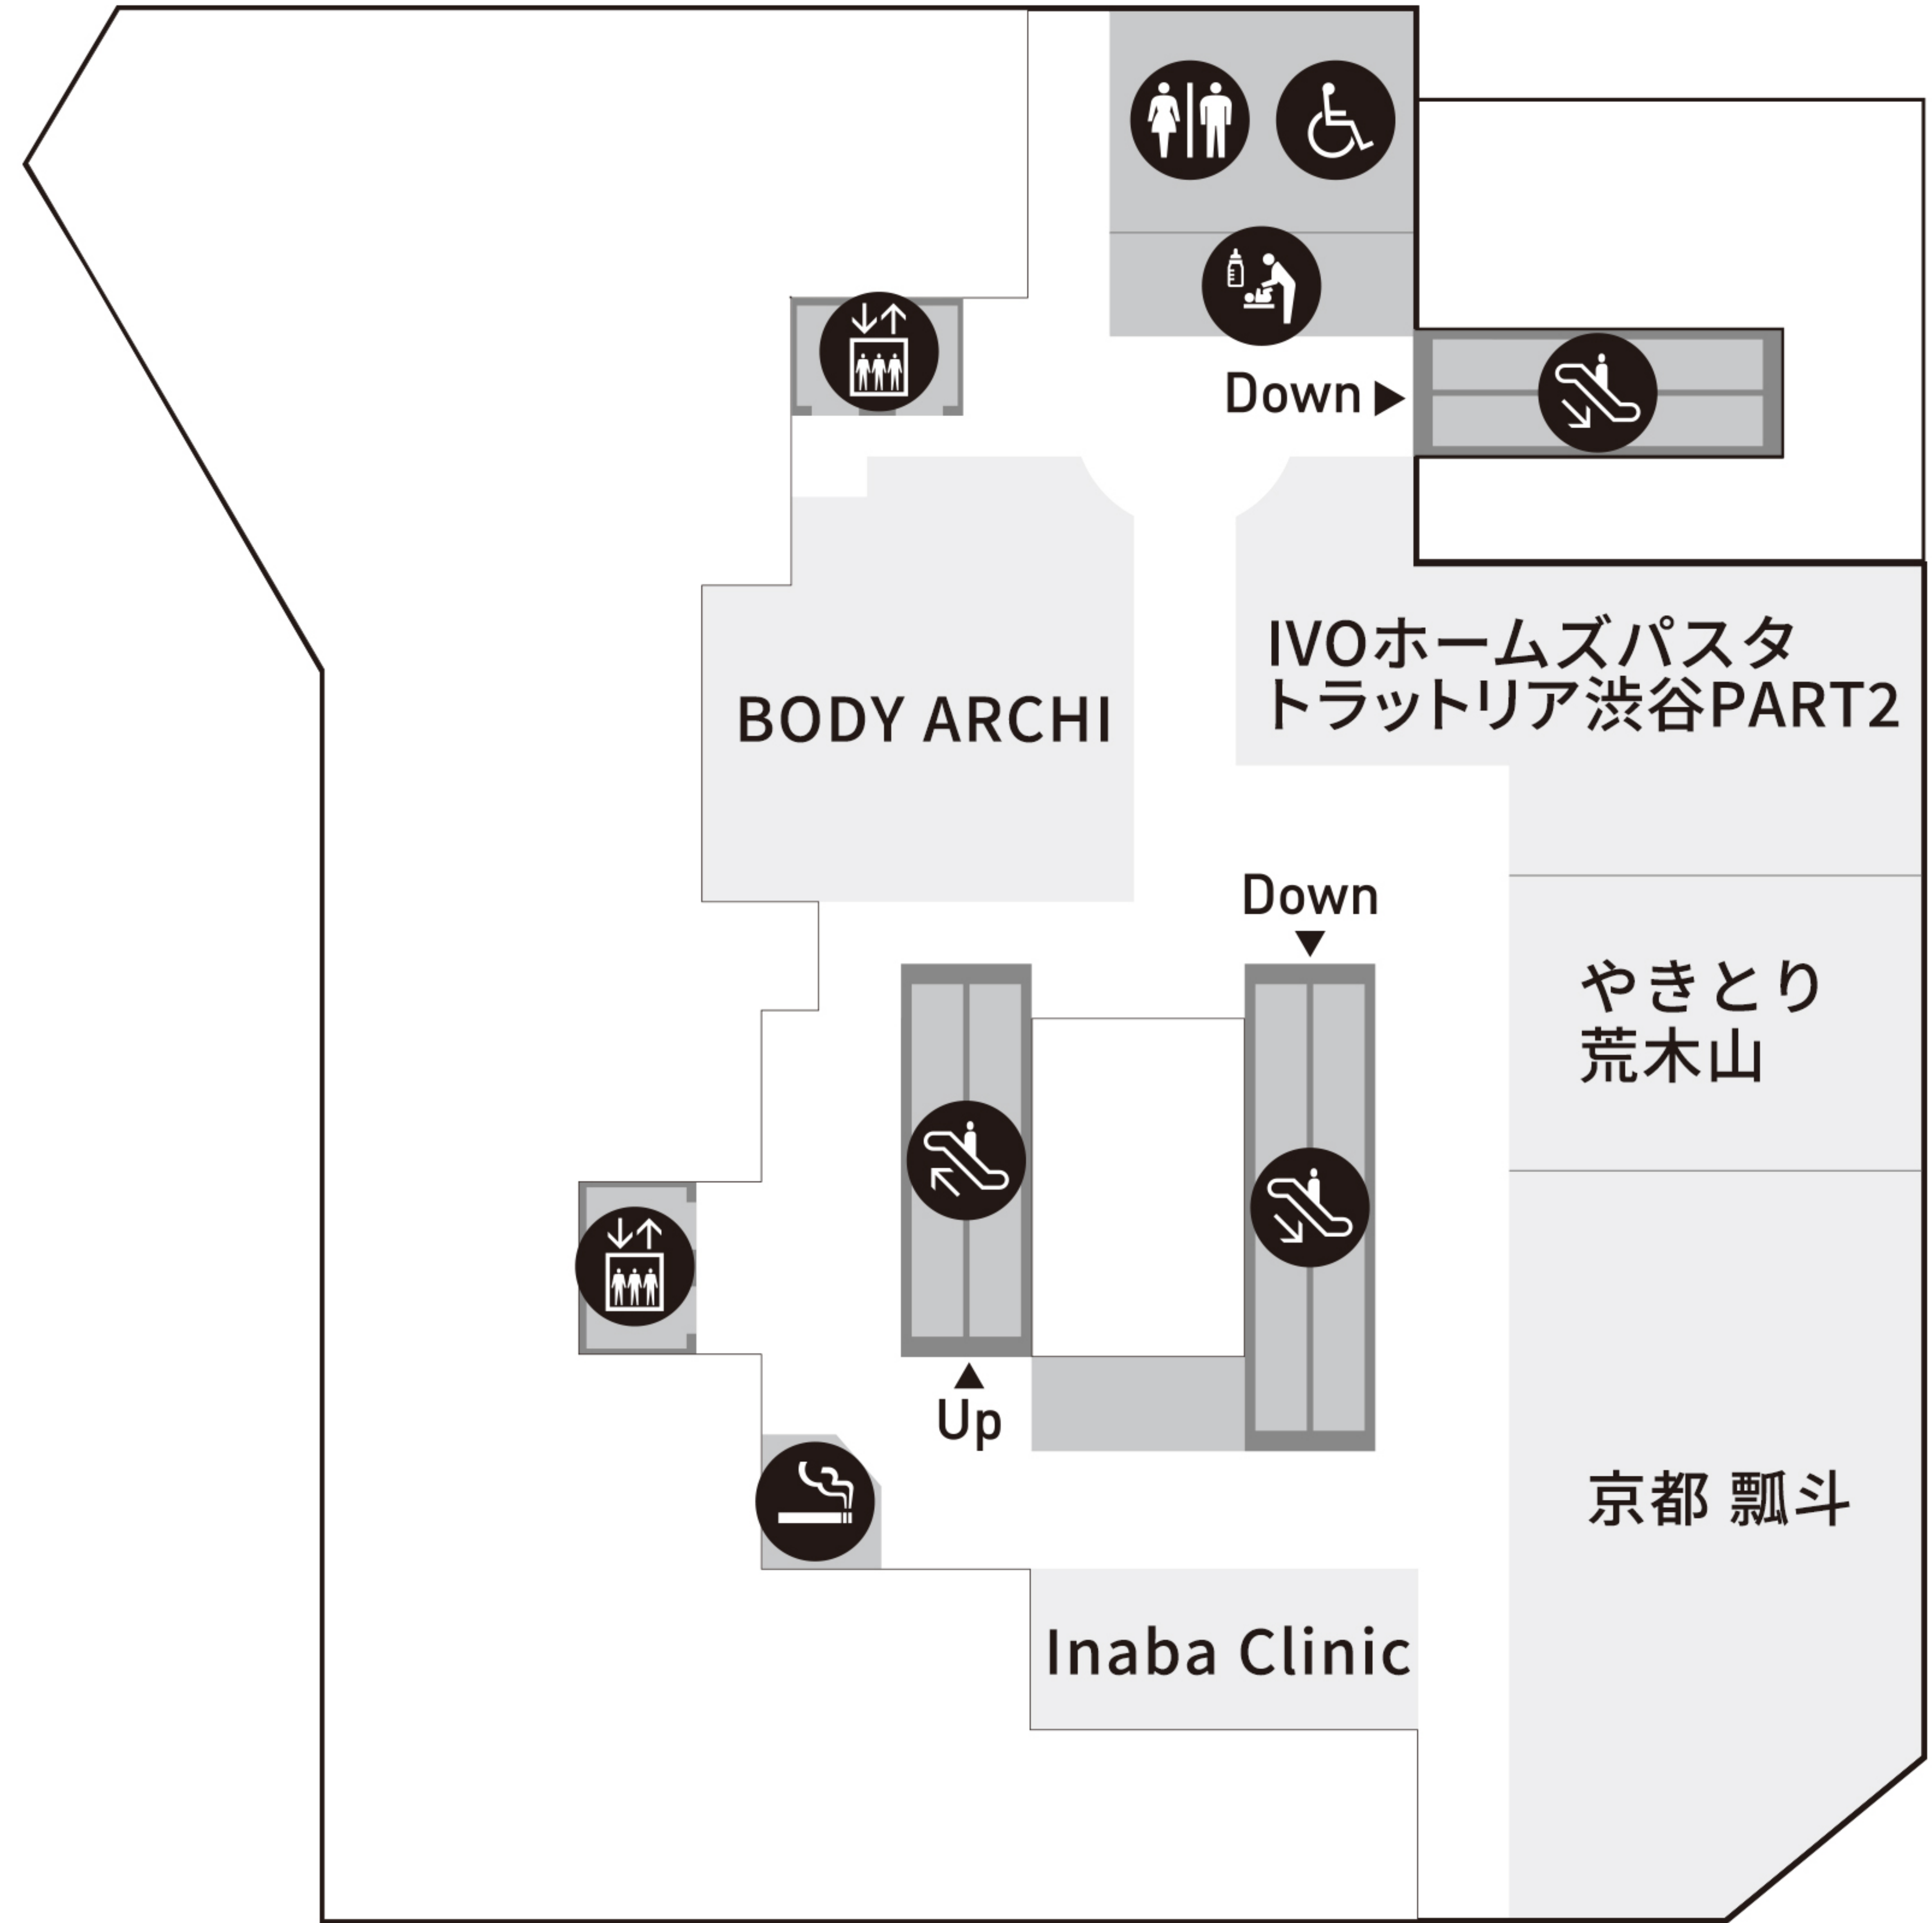 Down
IVOホームズパスタ
トラットリア渋谷PART2
BODY ARCHI
Down
やきとり
荒木山
Up
京都 瓢斗
Inaba Clinic